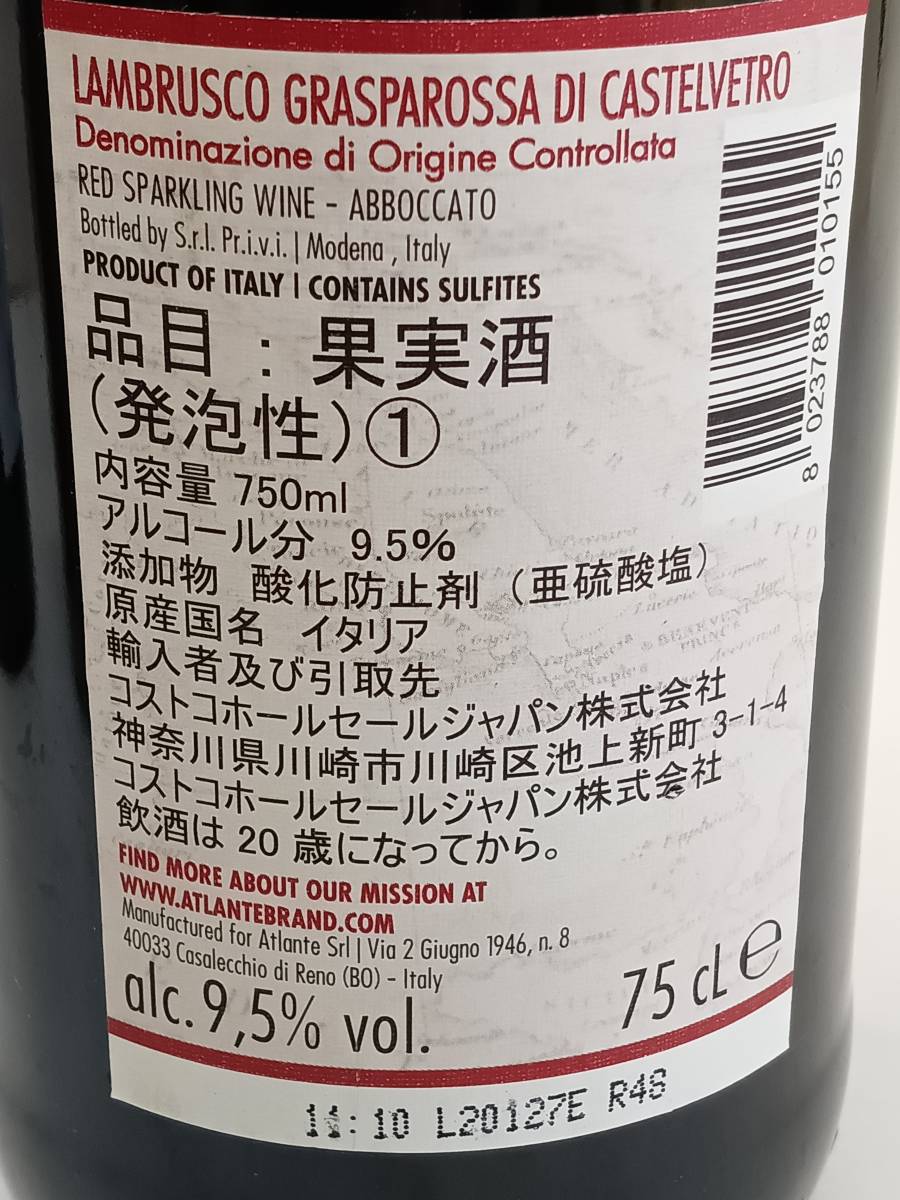 LAMBRUSCO GRASPAROSSA DI CASTELVETRO
Denominazione di Origine Controllata
RED SPARKLING WINE - ABBOCCATO
Bottled by S.r.l. Pr.i.v.i. | Modena , Italy
PRODUCT OF ITALY | CONTAINS SULFITES
8 023788 010155
品目 : 果実酒
(発泡性)①
内容量 750ml
アルコール分 9.5%
添加物 酸化防止剤 (亜硫酸塩)
原産国名 イタリア
輸入者及び引取先
コストコホールセールジャパン株式会社
神奈川県川崎市川崎区池上新町 3-1-4
コストコホールセールジャパン株式会社
飲酒は 20 歳になってから。
FIND MORE ABOUT OUR MISSION AT
WWW.ATLANTEBRAND.COM
Manufactured for Atlante Srl | Via 2 Giugno 1946, n. 8
40033 Casalecchio di Reno (BO) - Italy
alc.9,5% vol.
75 cL e
11:10 L20127E R48